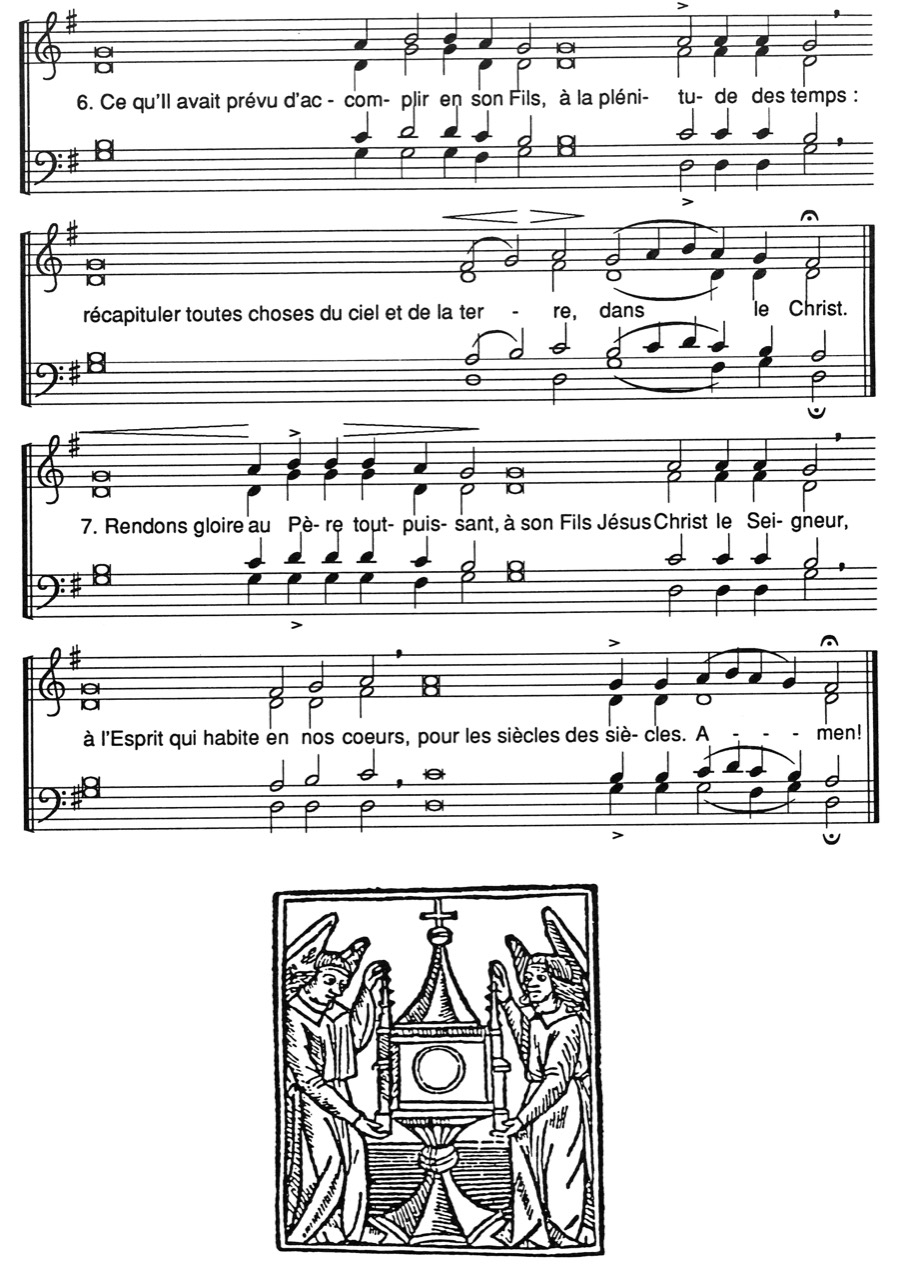 6. Ce qu'Il avait prévu d'ac - com- plir en son Fils, à la pléni- tu- de des temps :
récapituler toutes choses du ciel et de la ter - re, dans le Christ.
7. Rendons gloire au Pè- re tout- puis- sant, à son Fils Jésus Christ le Sei- gneur,
à l'Esprit qui habite en nos coeurs, pour les siècles des siè- cles. A - - - men!